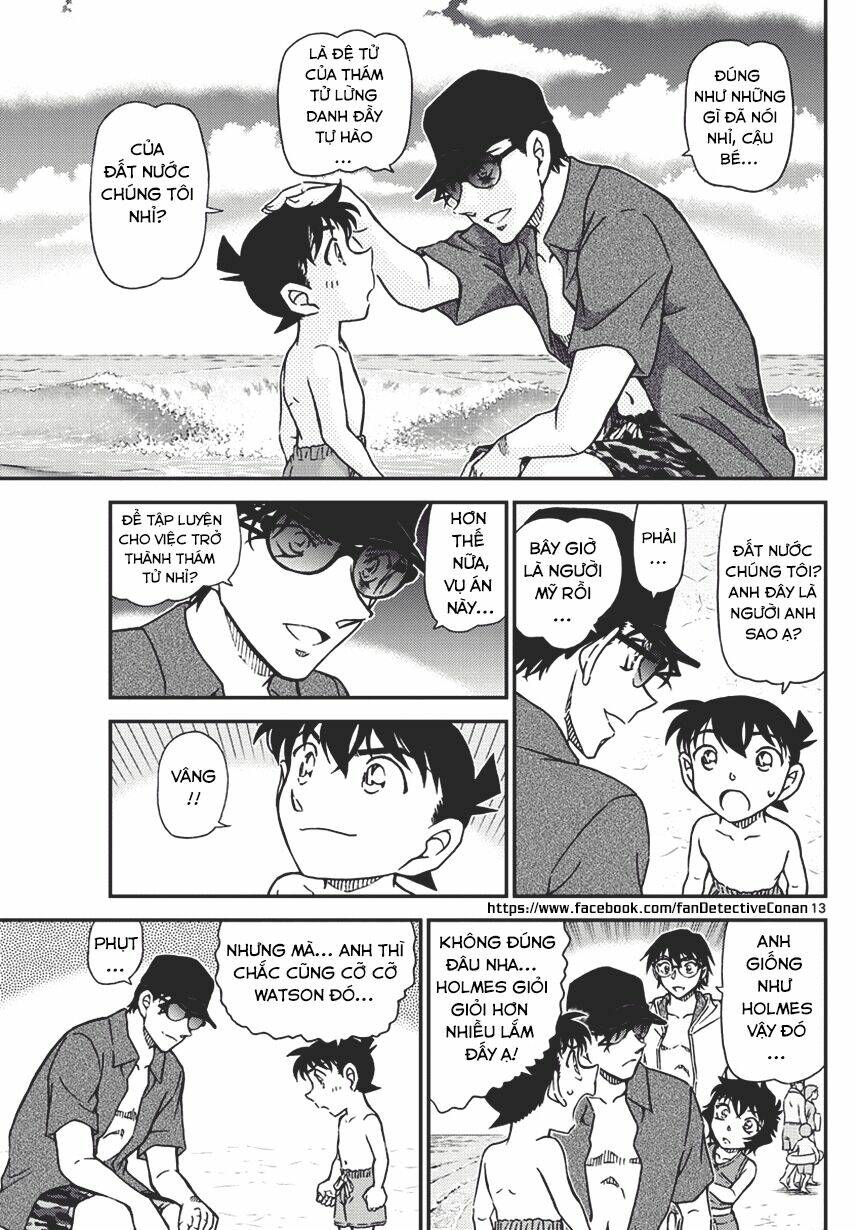 ĐÚNG
NHƯ NHỮNG
GÌ ĐÃ NÓI
NHỈ, CẬU
BÉ...
LÀ ĐỆ TỬ
CỦA THÁM
TỬ LỪNG
DANH ĐẦY
TỰ HÀO
...
CỦA
ĐẤT NƯỚC
CHÚNG TÔI
NHỈ?
ĐẤT NƯỚC
CHÚNG TÔI?
ANH ĐÂY LÀ
NGƯỜI ANH
SAO Ạ?
PHẢI
...
BÂY GIỜ
LÀ NGƯỜI
MỸ RỒI
...
HƠN
THẾ
NỮA,
VỤ ÁN
NÀY...
ĐỂ TẬP LUYỆN
CHO VIỆC TRỞ
THÀNH THÁM
TỬ NHỈ?
VÂNG
!!
https://www.facebook.com/fanDetectiveConan 13
ANH
GIỐNG
NHƯ
HOLMES
VẬY ĐÓ
...
KHÔNG ĐÚNG
ĐÂU NHA...
HOLMES GIỎI
GIỎI HƠN
NHIỀU LẮM
ĐẤY Ạ!
NHƯNG MÀ... ANH THÌ
CHẮC CŨNG CỠ CỠ
WATSON ĐÓ...
PHỤT
...